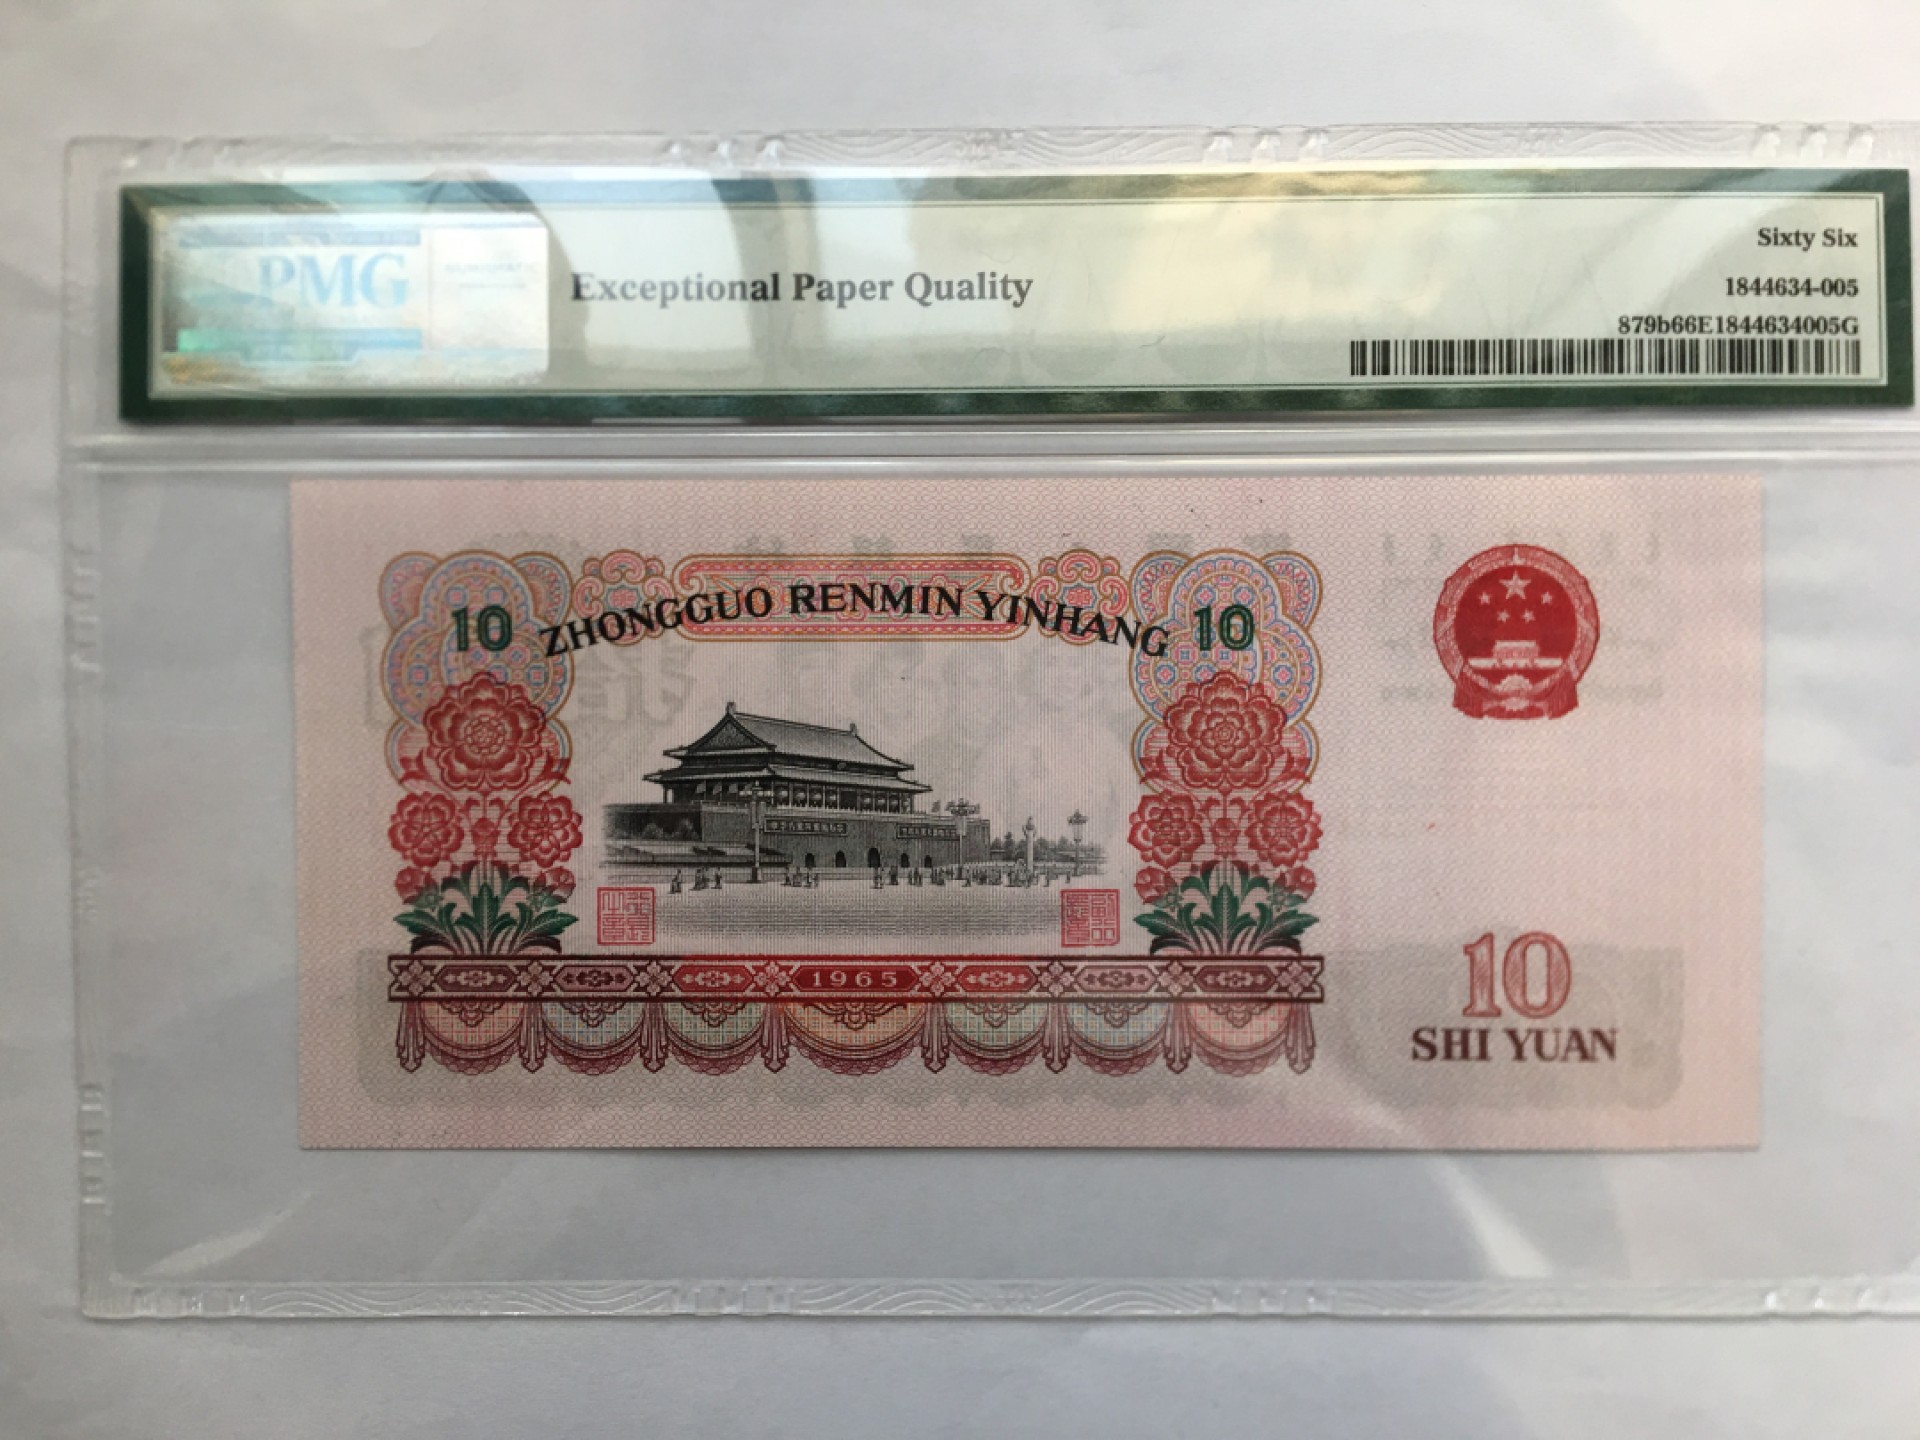 PMG
Exceptional Paper Quality
Sixty Six
1844634-005
879b66E1844634005G
10 ZHONGGUO RENMIN YINHANG 10
1965
10
SHI YUAN